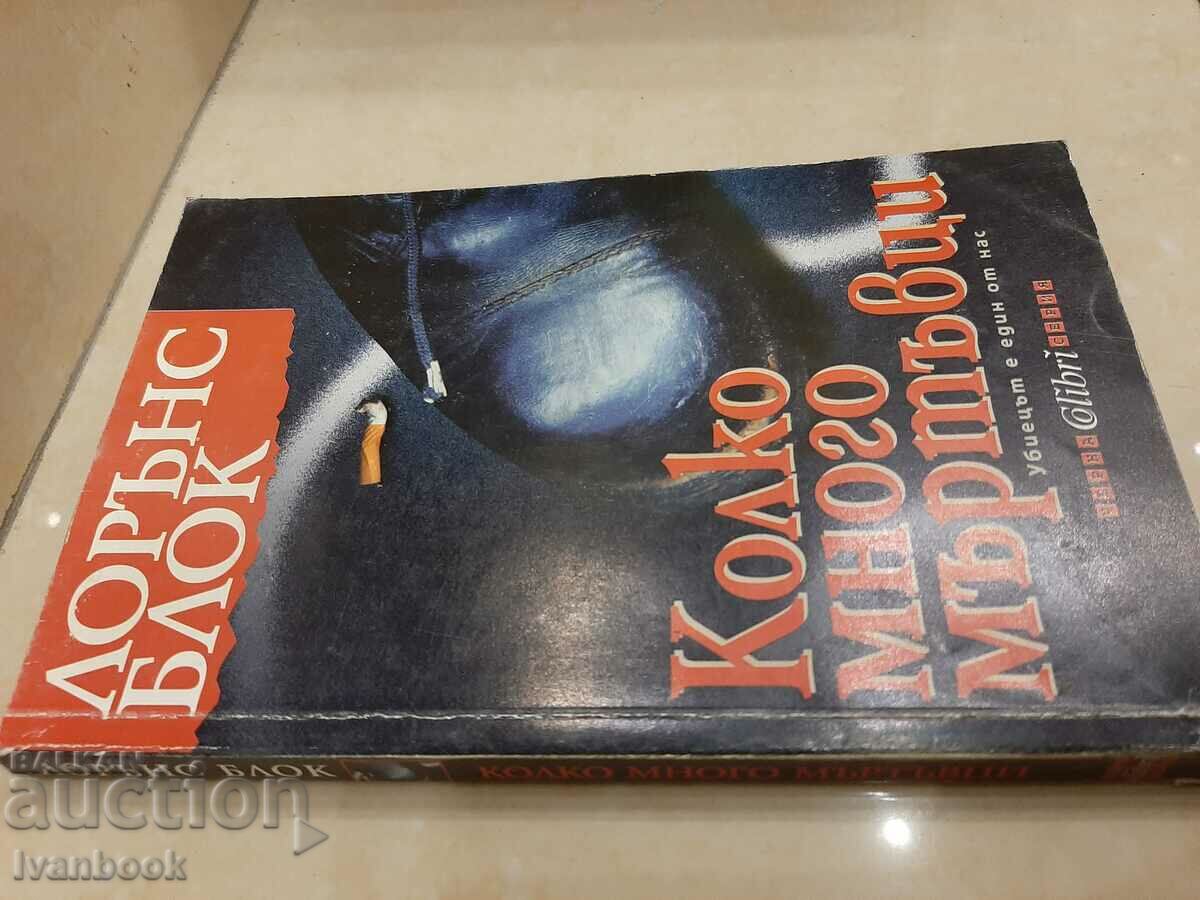 ЛОРЪНС
БЛОК
Колко
много
мъртъвци
убиецът е един от нас
Colibri
ЛОРЪНС БЛОК КОЛКО МНОГО МЪРТЪВЦИ
BALKAN
auction
Ivanbook